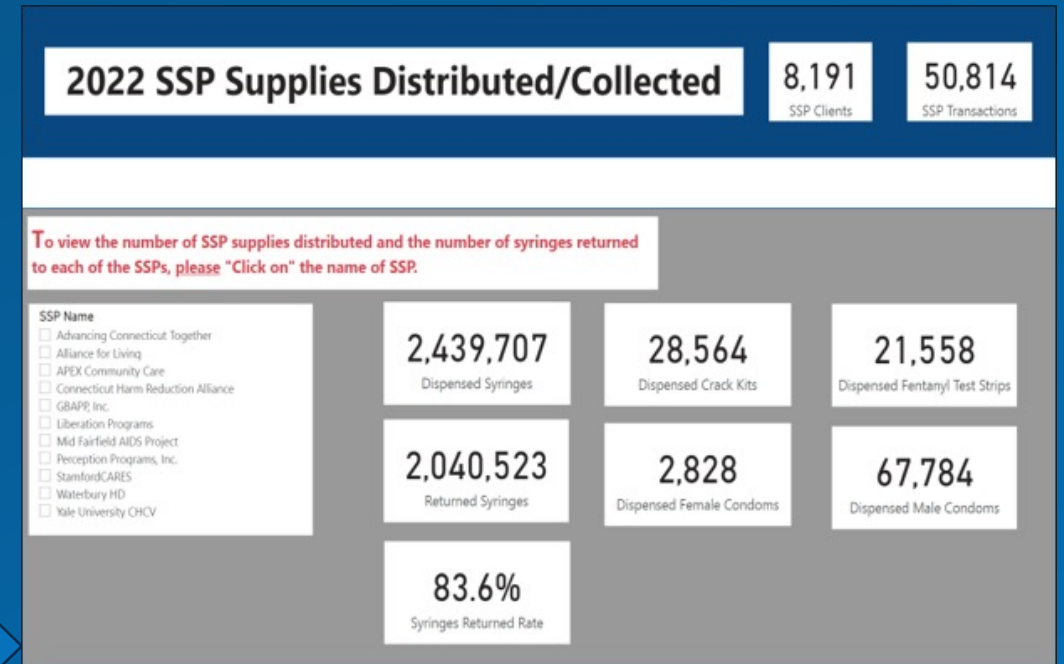 2022 SSP Supplies Distributed/Collected
8,191
SSP Clients
50,814
SSP Transactions
To view the number of SSP supplies distributed and the number of syringes returned
to each of the SSPs, please "Click on" the name of SSP.
SSP Name
Advancing Connecticut Together
Alliance for Living
APEX Community Care
Connecticut Harm Reduction Alliance
GBAPP, Inc.
Liberation Programs
Mid Fairfield AIDS Project
Perception Programs, Inc.
StamfordCARES
Waterbury HD
Yale University CHCV
2,439,707
Dispensed Syringes
28,564
Dispensed Crack Kits
21,558
Dispensed Fentanyl Test Strips
2,040,523
Returned Syringes
2,828
Dispensed Female Condoms
67,784
Dispensed Male Condoms
83.6%
Syringes Returned Rate